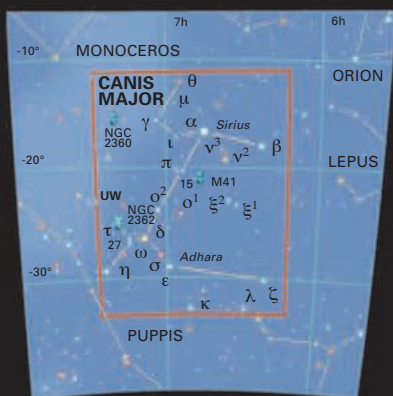 7h
6h
-10°
MONOCEROS
ORION
CANIS
MAJOR
θ
μ
γ
α
Sirius
NGC
2360
ι
ν³
ν²
β
-20°
π
LEPUS
15
M41
UW
ο²
ο¹
ξ²
ξ¹
NGC
2362
τ
27
δ
ω
Adhara
-30°
η
σ
ε
κ
λ
ζ
PUPPIS